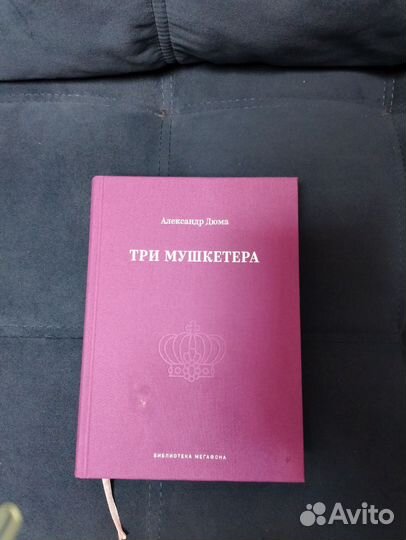 Александр Дюма
ТРИ МУШКЕТЕРА
БИБЛИОТЕКА МЕГАФОНА
Avito